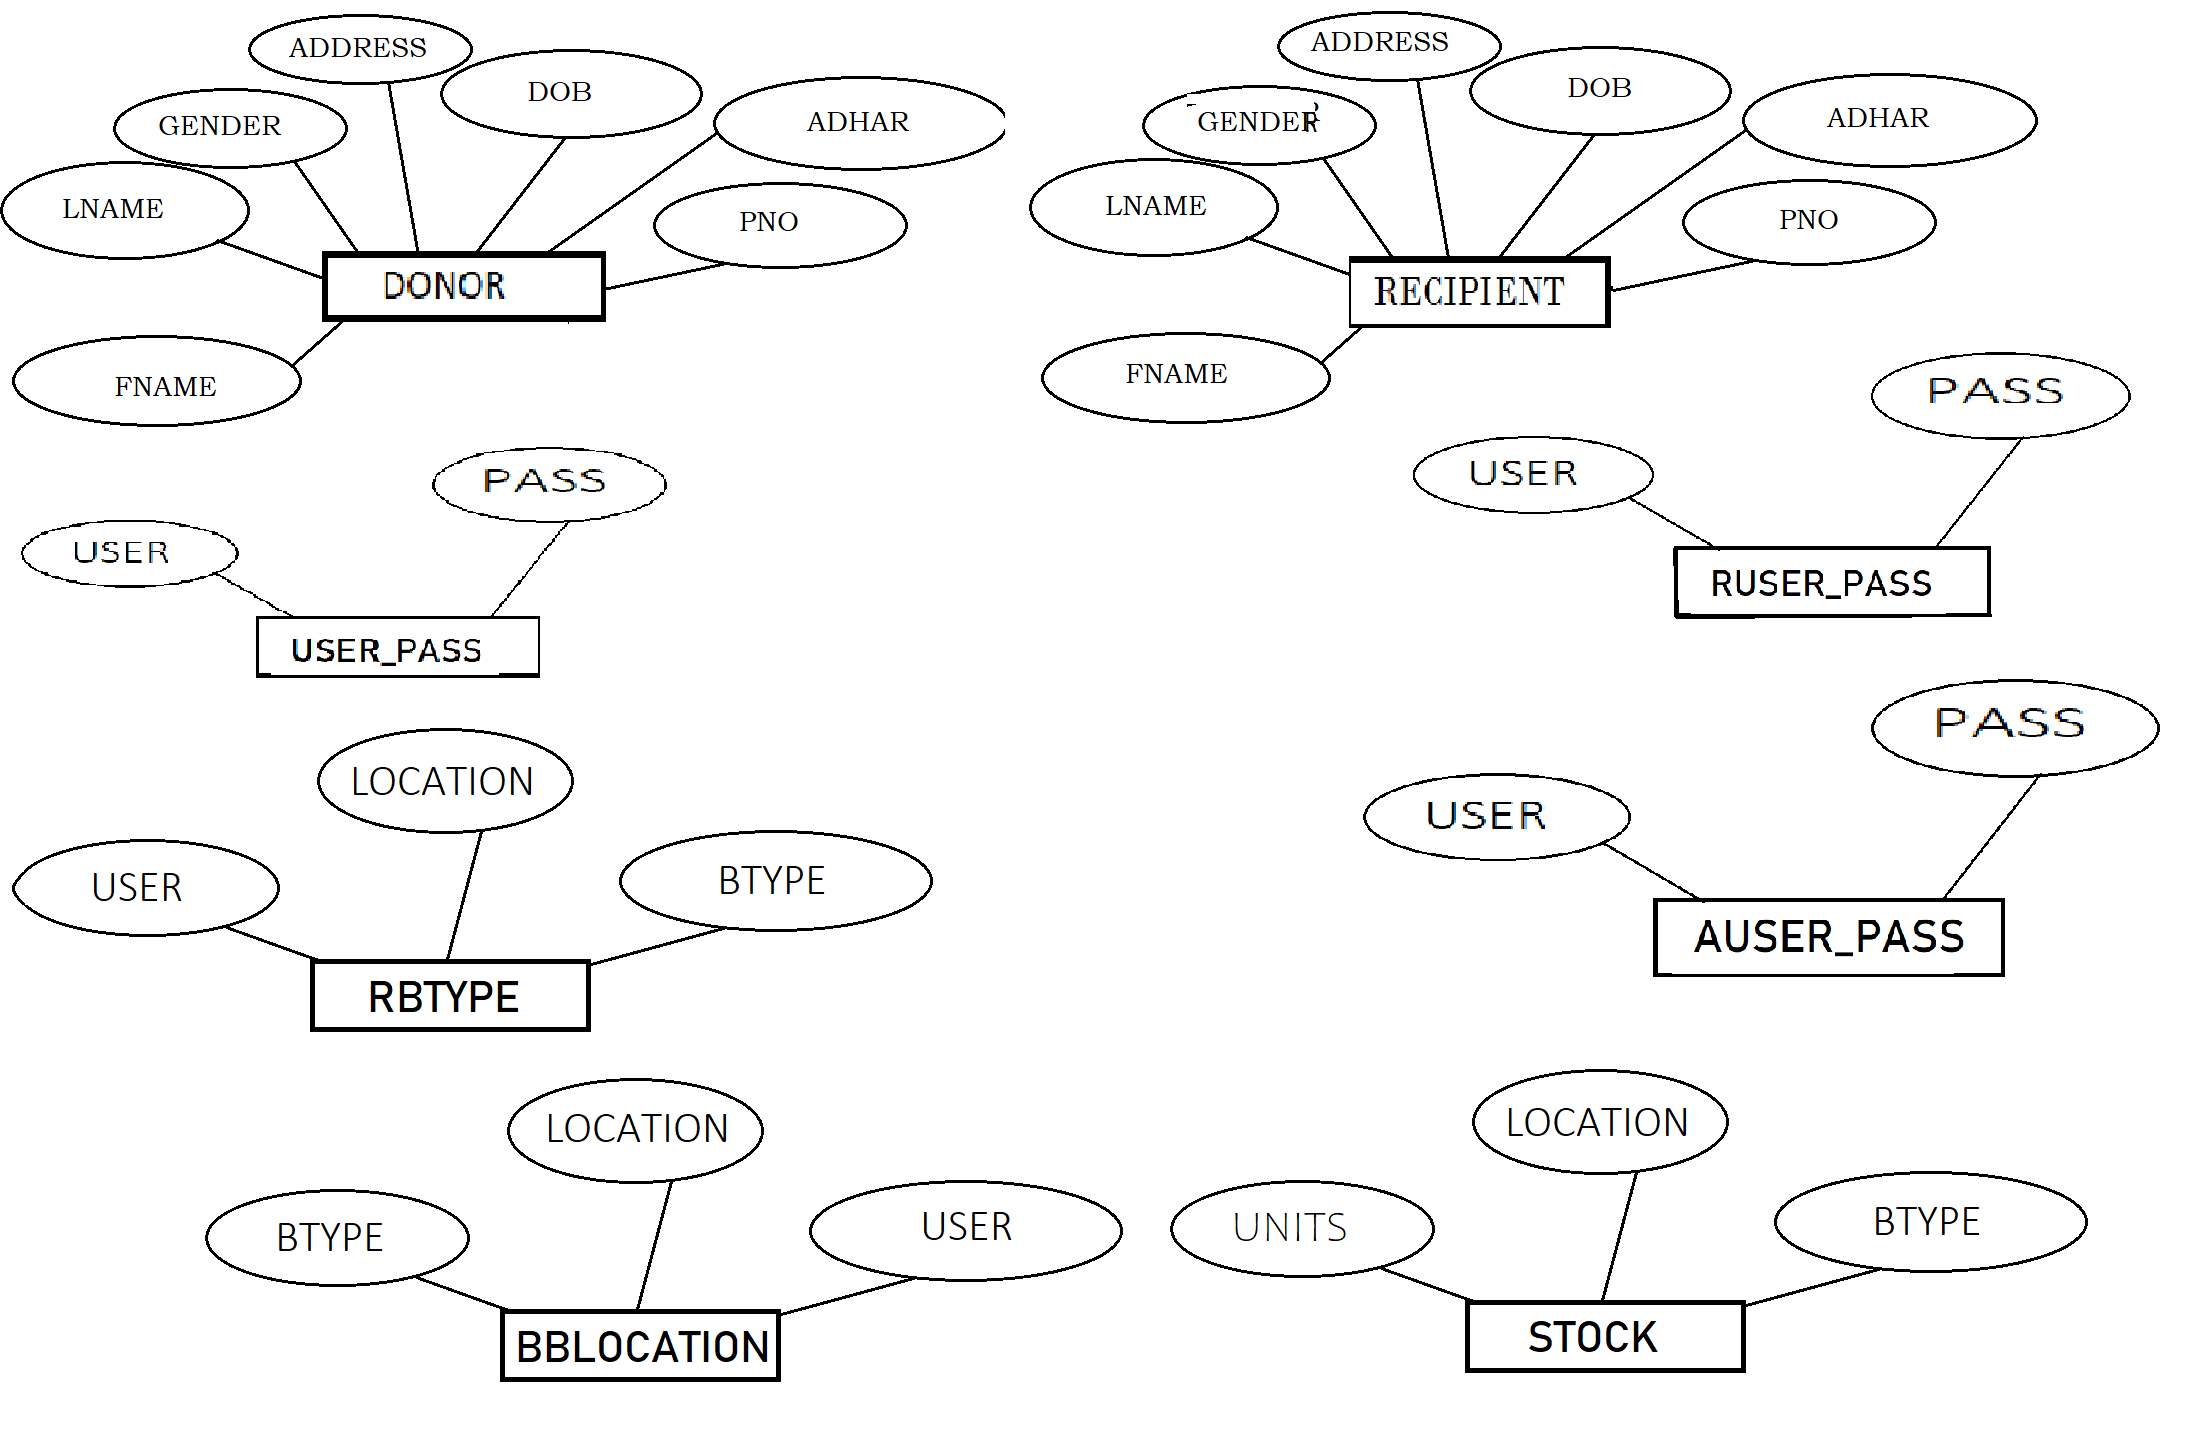 ADDRESS
DOB
GENDER
ADHAR
LNAME
PNO
DONOR
FNAME
ADDRESS
DOB
GENDER
ADHAR
LNAME
PNO
RECIPIENT
FNAME
PASS
USER
USER_PASS
PASS
USER
RUSER_PASS
LOCATION
USER
BTYPE
RBTYPE
PASS
USER
AUSER_PASS
LOCATION
BTYPE
USER
BBLOCATION
LOCATION
UNITS
BTYPE
STOCK